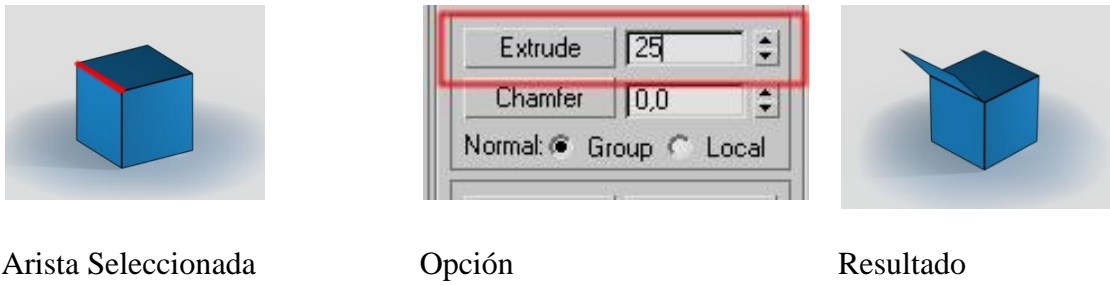 Extrude 25
Chamfer 0,0
Normal: Group Local
Arista Seleccionada Opción Resultado